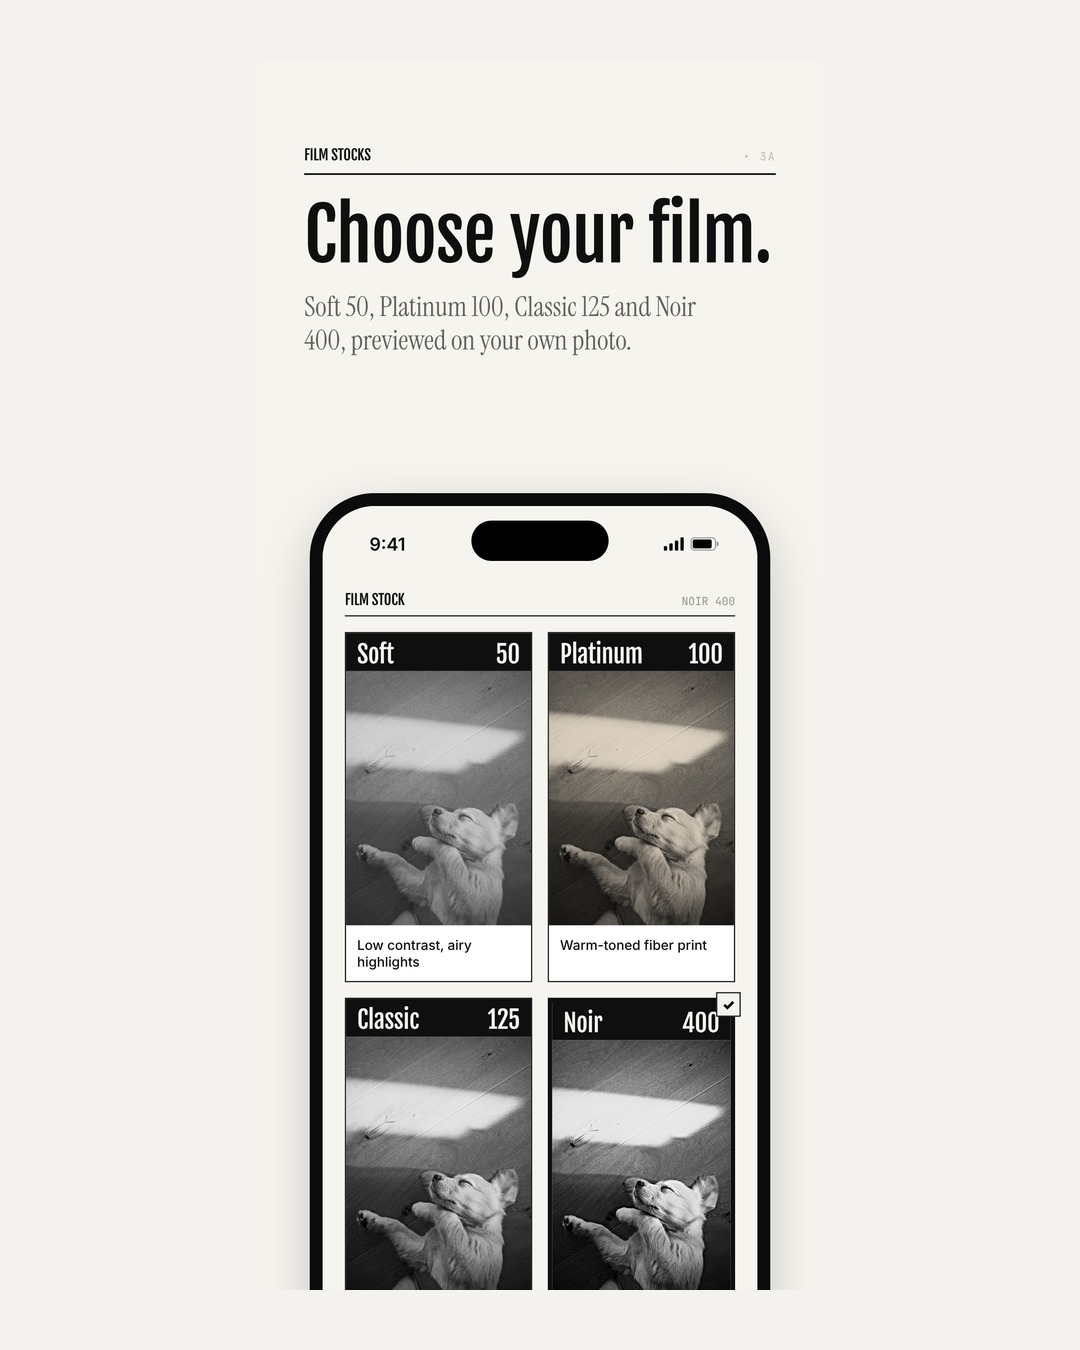 FILM STOCKS
‣ 3A
Choose your film.
Soft 50, Platinum 100, Classic 125 and Noir
400, previewed on your own photo.
9:41
FILM STOCK
NOIR 400
Soft 50
Platinum 100
Low contrast, airy
highlights
Warm-toned fiber print
Classic 125
Noir 400